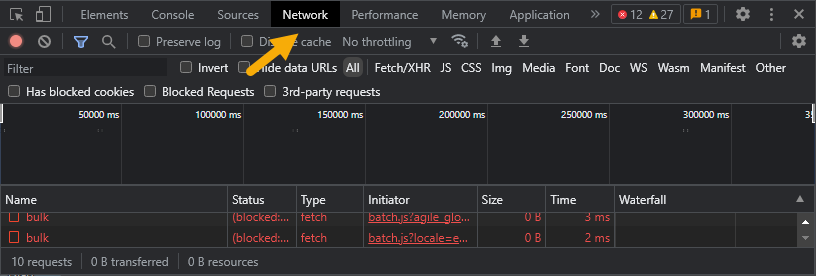 Elements Console Sources Network Performance Memory Application » 12 27 1
Preserve log Disable cache No throttling
Filter Invert Hide data URLs All Fetch/XHR JS CSS Img Media Font Doc WS Wasm Manifest Other
Has blocked cookies Blocked Requests 3rd-party requests
50000 ms 100000 ms 150000 ms 200000 ms 250000 ms 300000 ms
Name Status Type Initiator Size Time Waterfall
bulk (blocked:... fetch batch.js?agile_glo... 0 B 3 ms
bulk (blocked:... fetch batch.js?locale=e... 0 B 2 ms
10 requests 0 B transferred 0 B resources